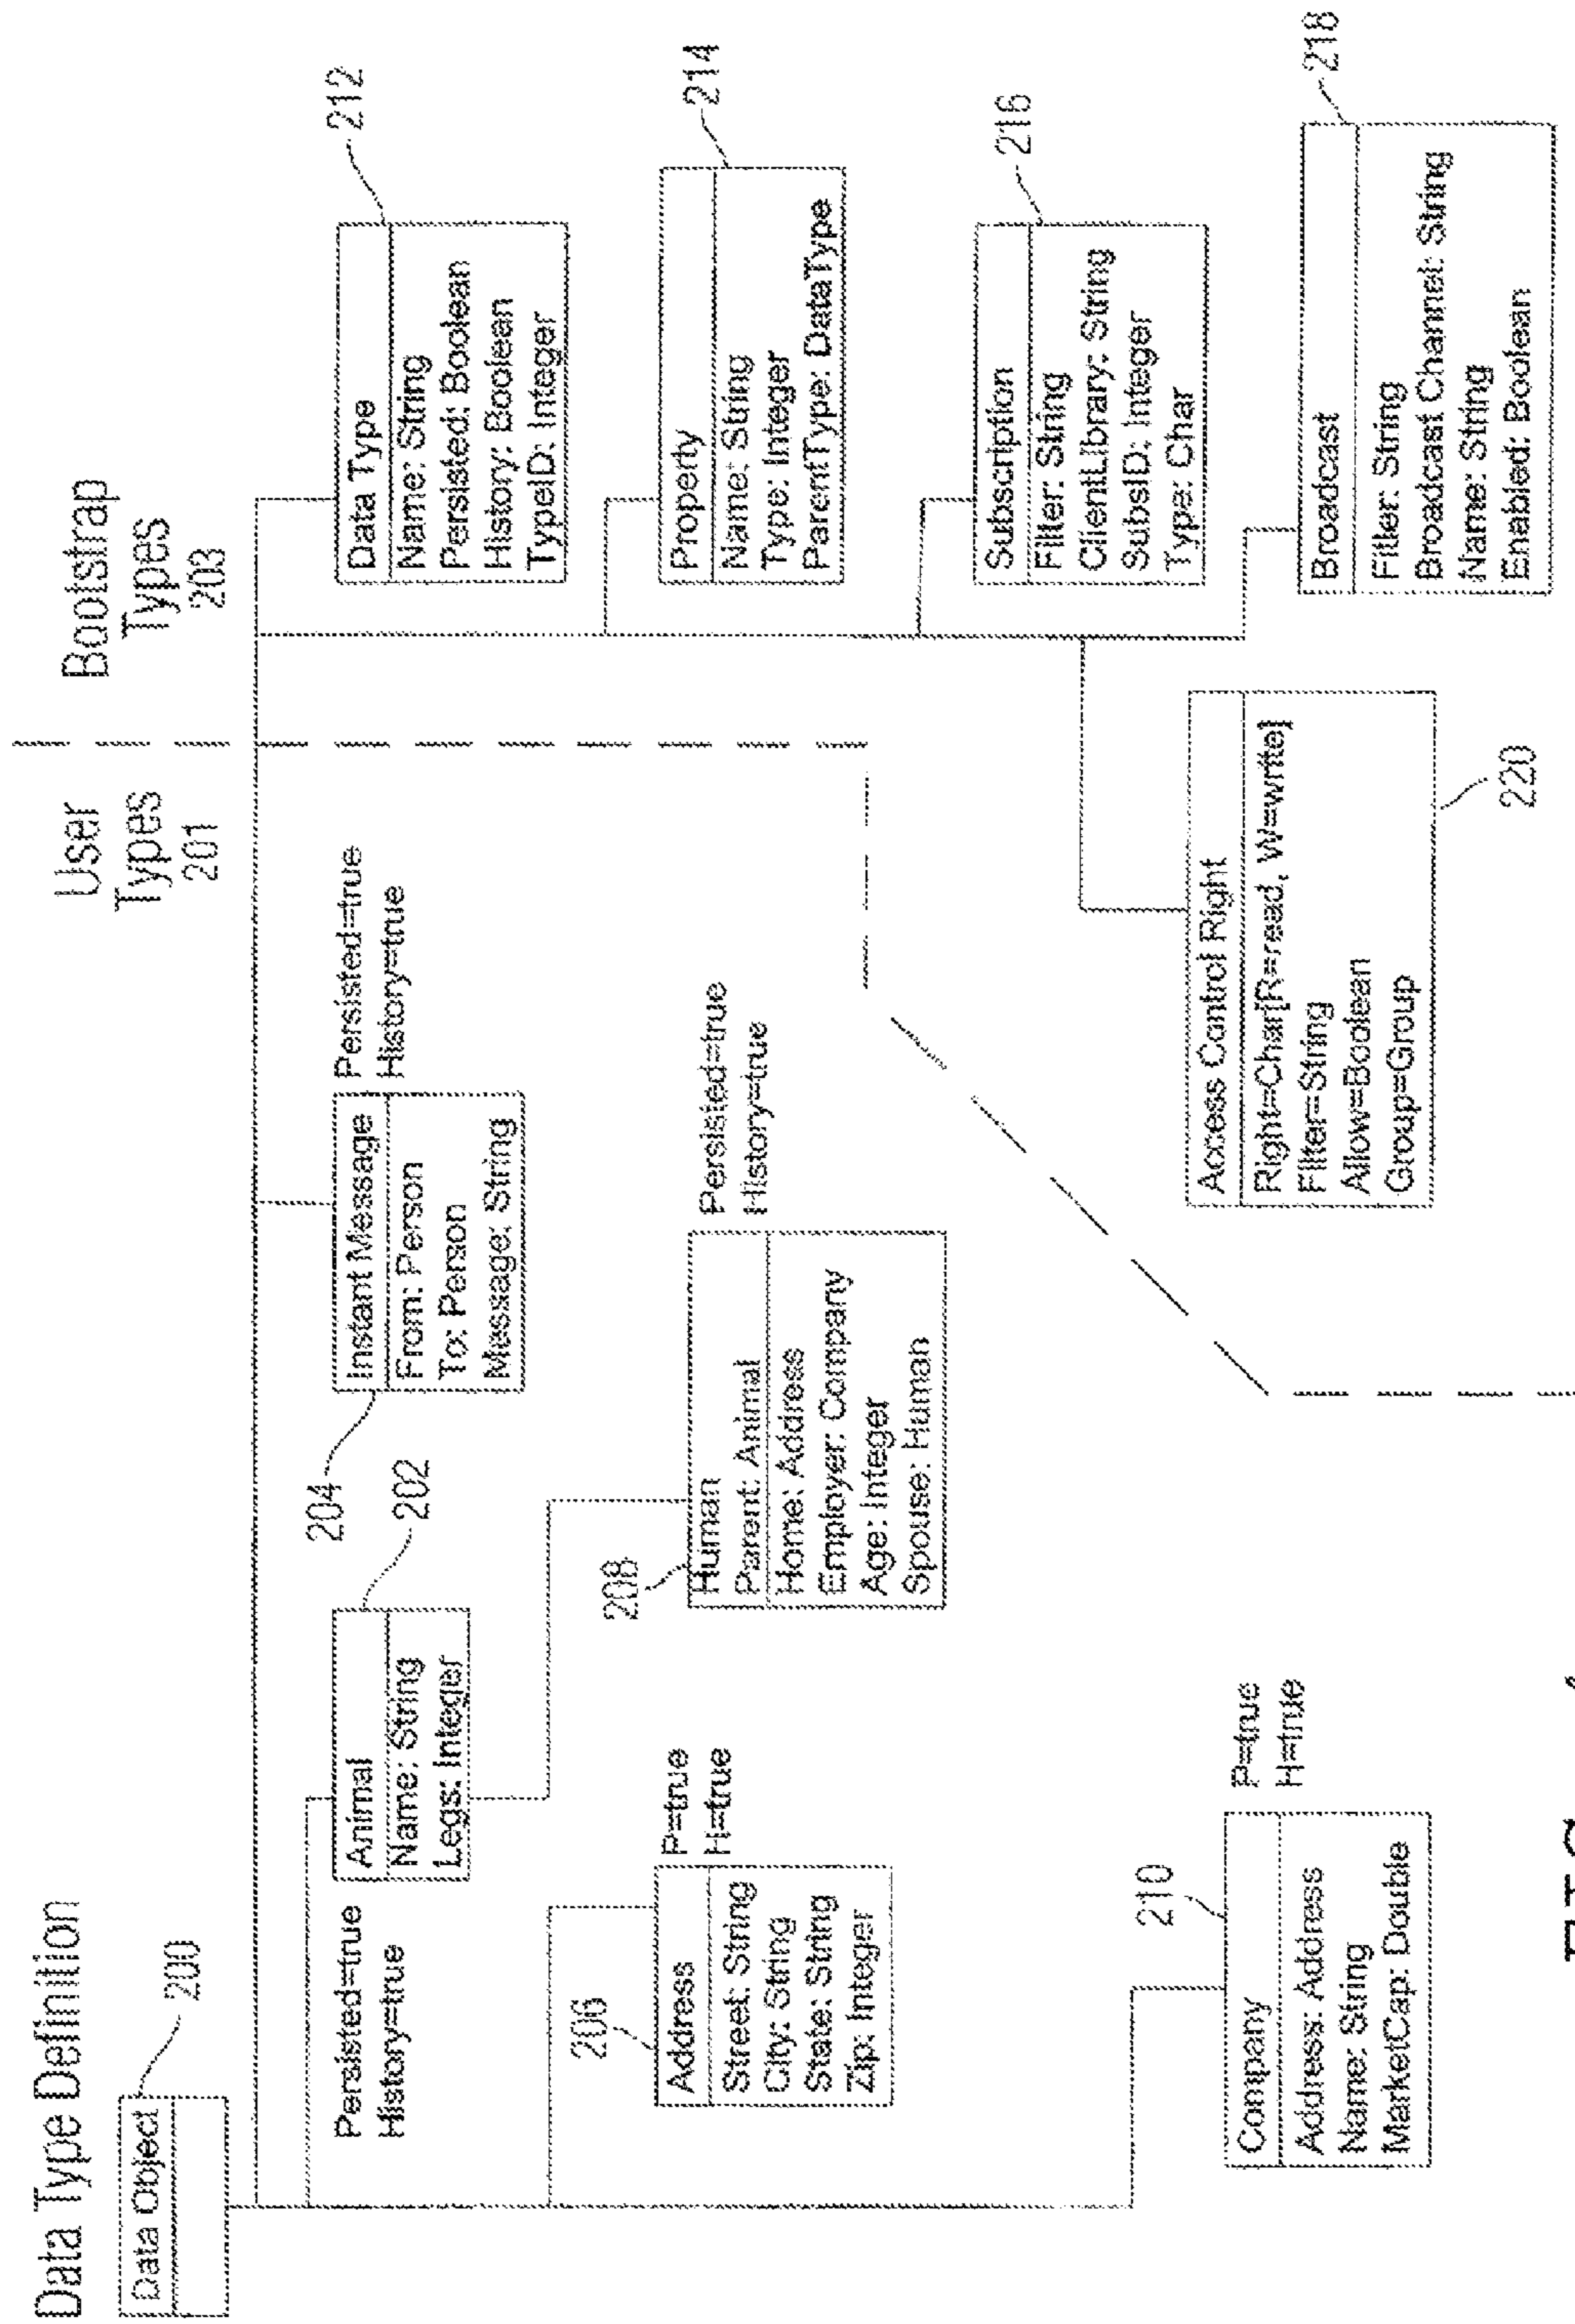 Data Type Definition
User
Types
201
Bootstrap
Types
203
Data Object
200
Persisted=true
History=true
Animal
Name: String
Legs: Integer
202
204
Instant Message
From: Person
To: Person
Message: String
Persisted=true
History=true
Data Type
Name: String
Persisted: Boolean
History: Boolean
TypeID: Integer
212
206
Address
Street: String
City: String
State: String
Zip: Integer
P=true
H=true
208
Human
Parent: Animal
Home: Address
Employer: Company
Age: Integer
Spouse: Human
Persisted=true
History=true
Property
Name: String
Type: Integer
ParentType: DataType
214
Subscription
Filter: String
ClientLibrary: String
SubsID: Integer
Type: Char
216
210
Company
Address: Address
Name: String
MarketCap: Double
P=true
H=true
Access Control Right
Right=Char[R=read, W=write]
Filter=String
Allow=Boolean
Group=Group
220
Broadcast
Filter: String
Broadcast Channel: String
Name: String
Enabled: Boolean
218